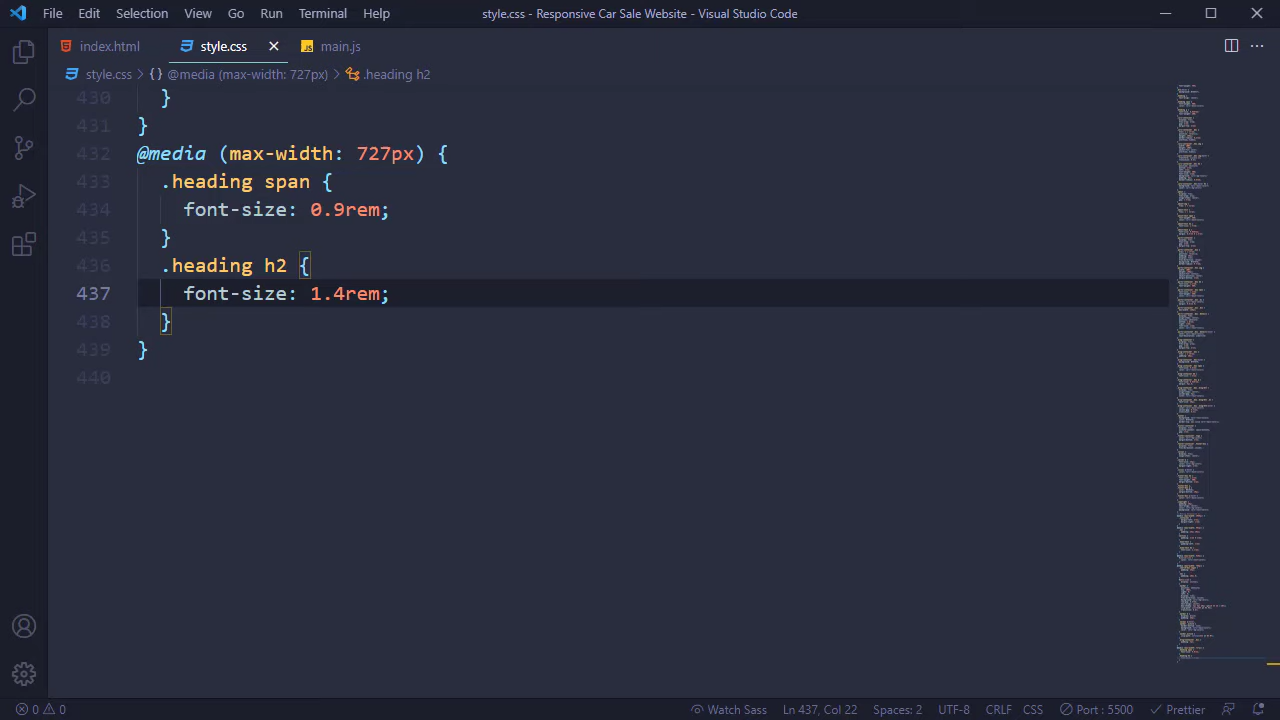 File Edit Selection View Go Run Terminal Help style.css - Responsive Car Sale Website - Visual Studio Code
index.html style.css main.js
style.css > {} @media (max-width: 727px) > .heading h2
430 }
431 }
432 @media (max-width: 727px) {
433 .heading span {
434 font-size: 0.9rem;
435 }
436 .heading h2 {
437 font-size: 1.4rem;
438 }
439 }
440
0 0 Watch Sass Ln 437, Col 22 Spaces: 2 UTF-8 CRLF CSS Port : 5500 Prettier